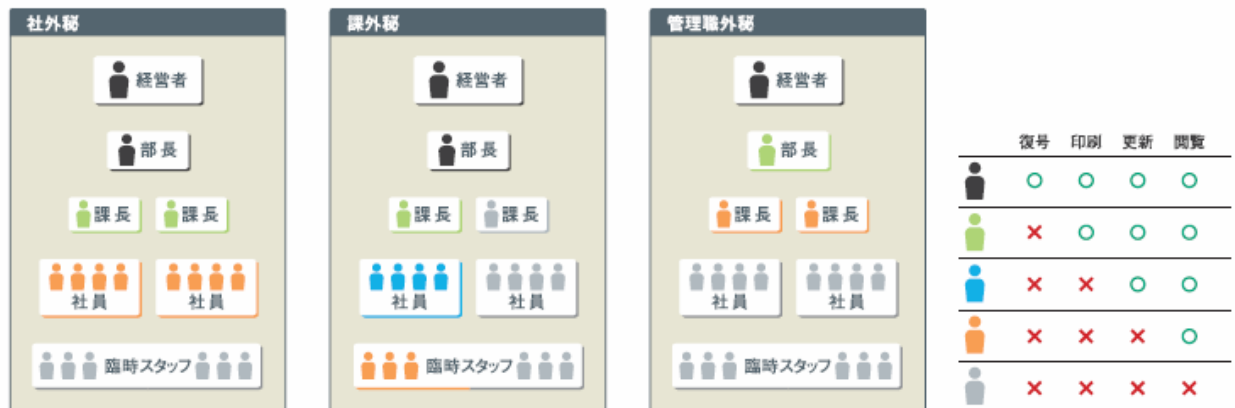 社外秘
経営者
部長
課長
課長
社員
社員
臨時スタッフ
課外秘
経営者
部長
課長
課長
社員
社員
臨時スタッフ
管理職外秘
経営者
部長
課長
課長
社員
社員
臨時スタッフ
復号 印刷 更新 閲覧
○ ○ ○ ○
× ○ ○ ○
× × ○ ○
× × × ○
× × × ×